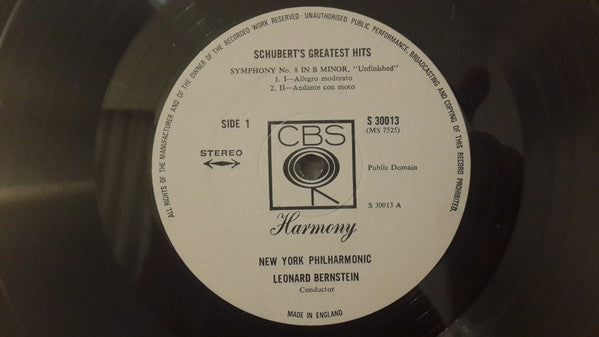 ALL RIGHTS OF THE MANUFACTURER AND OF THE OWNER OF THE RECORDED WORK RESERVED · UNAUTHORISED PUBLIC PERFORMANCE, BROADCASTING AND COPYING OF THIS RECORD PROHIBITED.
SCHUBERT'S GREATEST HITS
SYMPHONY No. 8 IN B MINOR, "Unfinished"
1. I—Allegro moderato
2. II—Andante con moto
SIDE 1
S 30013
(MS 7525)
CBS
STEREO
Public Domain
S 30013 A
Harmony
NEW YORK PHILHARMONIC
LEONARD BERNSTEIN
Conductor
MADE IN ENGLAND